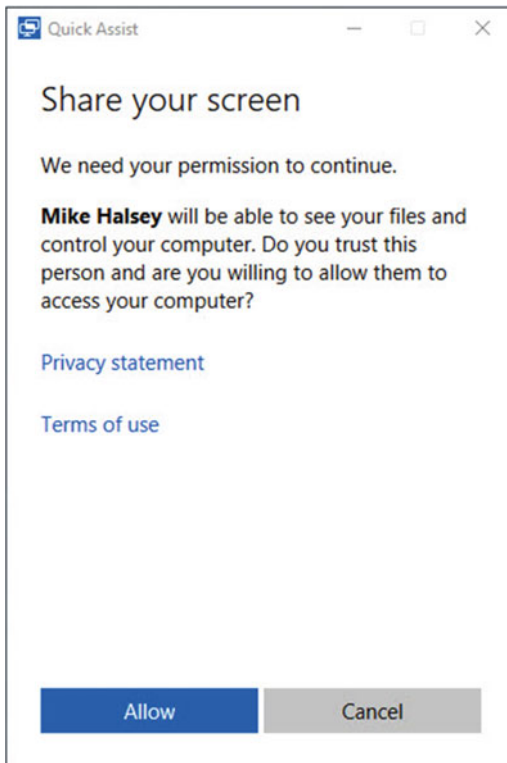 Quick Assist
Share your screen
We need your permission to continue.
Mike Halsey will be able to see your files and
control your computer. Do you trust this
person and are you willing to allow them to
access your computer?
Privacy statement
Terms of use
Allow
Cancel